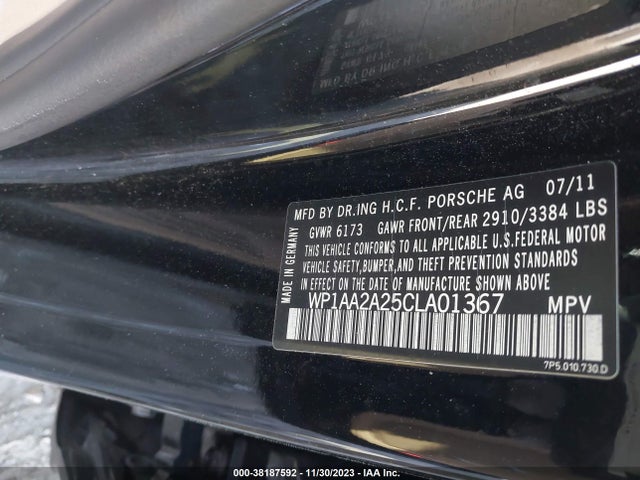 MFD BY DR.ING H.C.F. PORSCHE AG 07/11
GVWR 6173 GAWR FRONT/REAR 2910/3384 LBS
THIS VEHICLE CONFORMS TO ALL APPLICABLE U.S.FEDERAL MOTOR
VEHICLE SAFETY,BUMPER,AND THEFT PREVENTION STANDARDS
IN EFFECT ON THE DATE OF MANUFACTURE SHOWN ABOVE.
WP1AA2A25CLA01367 MPV
MADE IN GERMANY
7P5.010.730.D
000-38187592 - 11/30/2023 - IAAI.COM